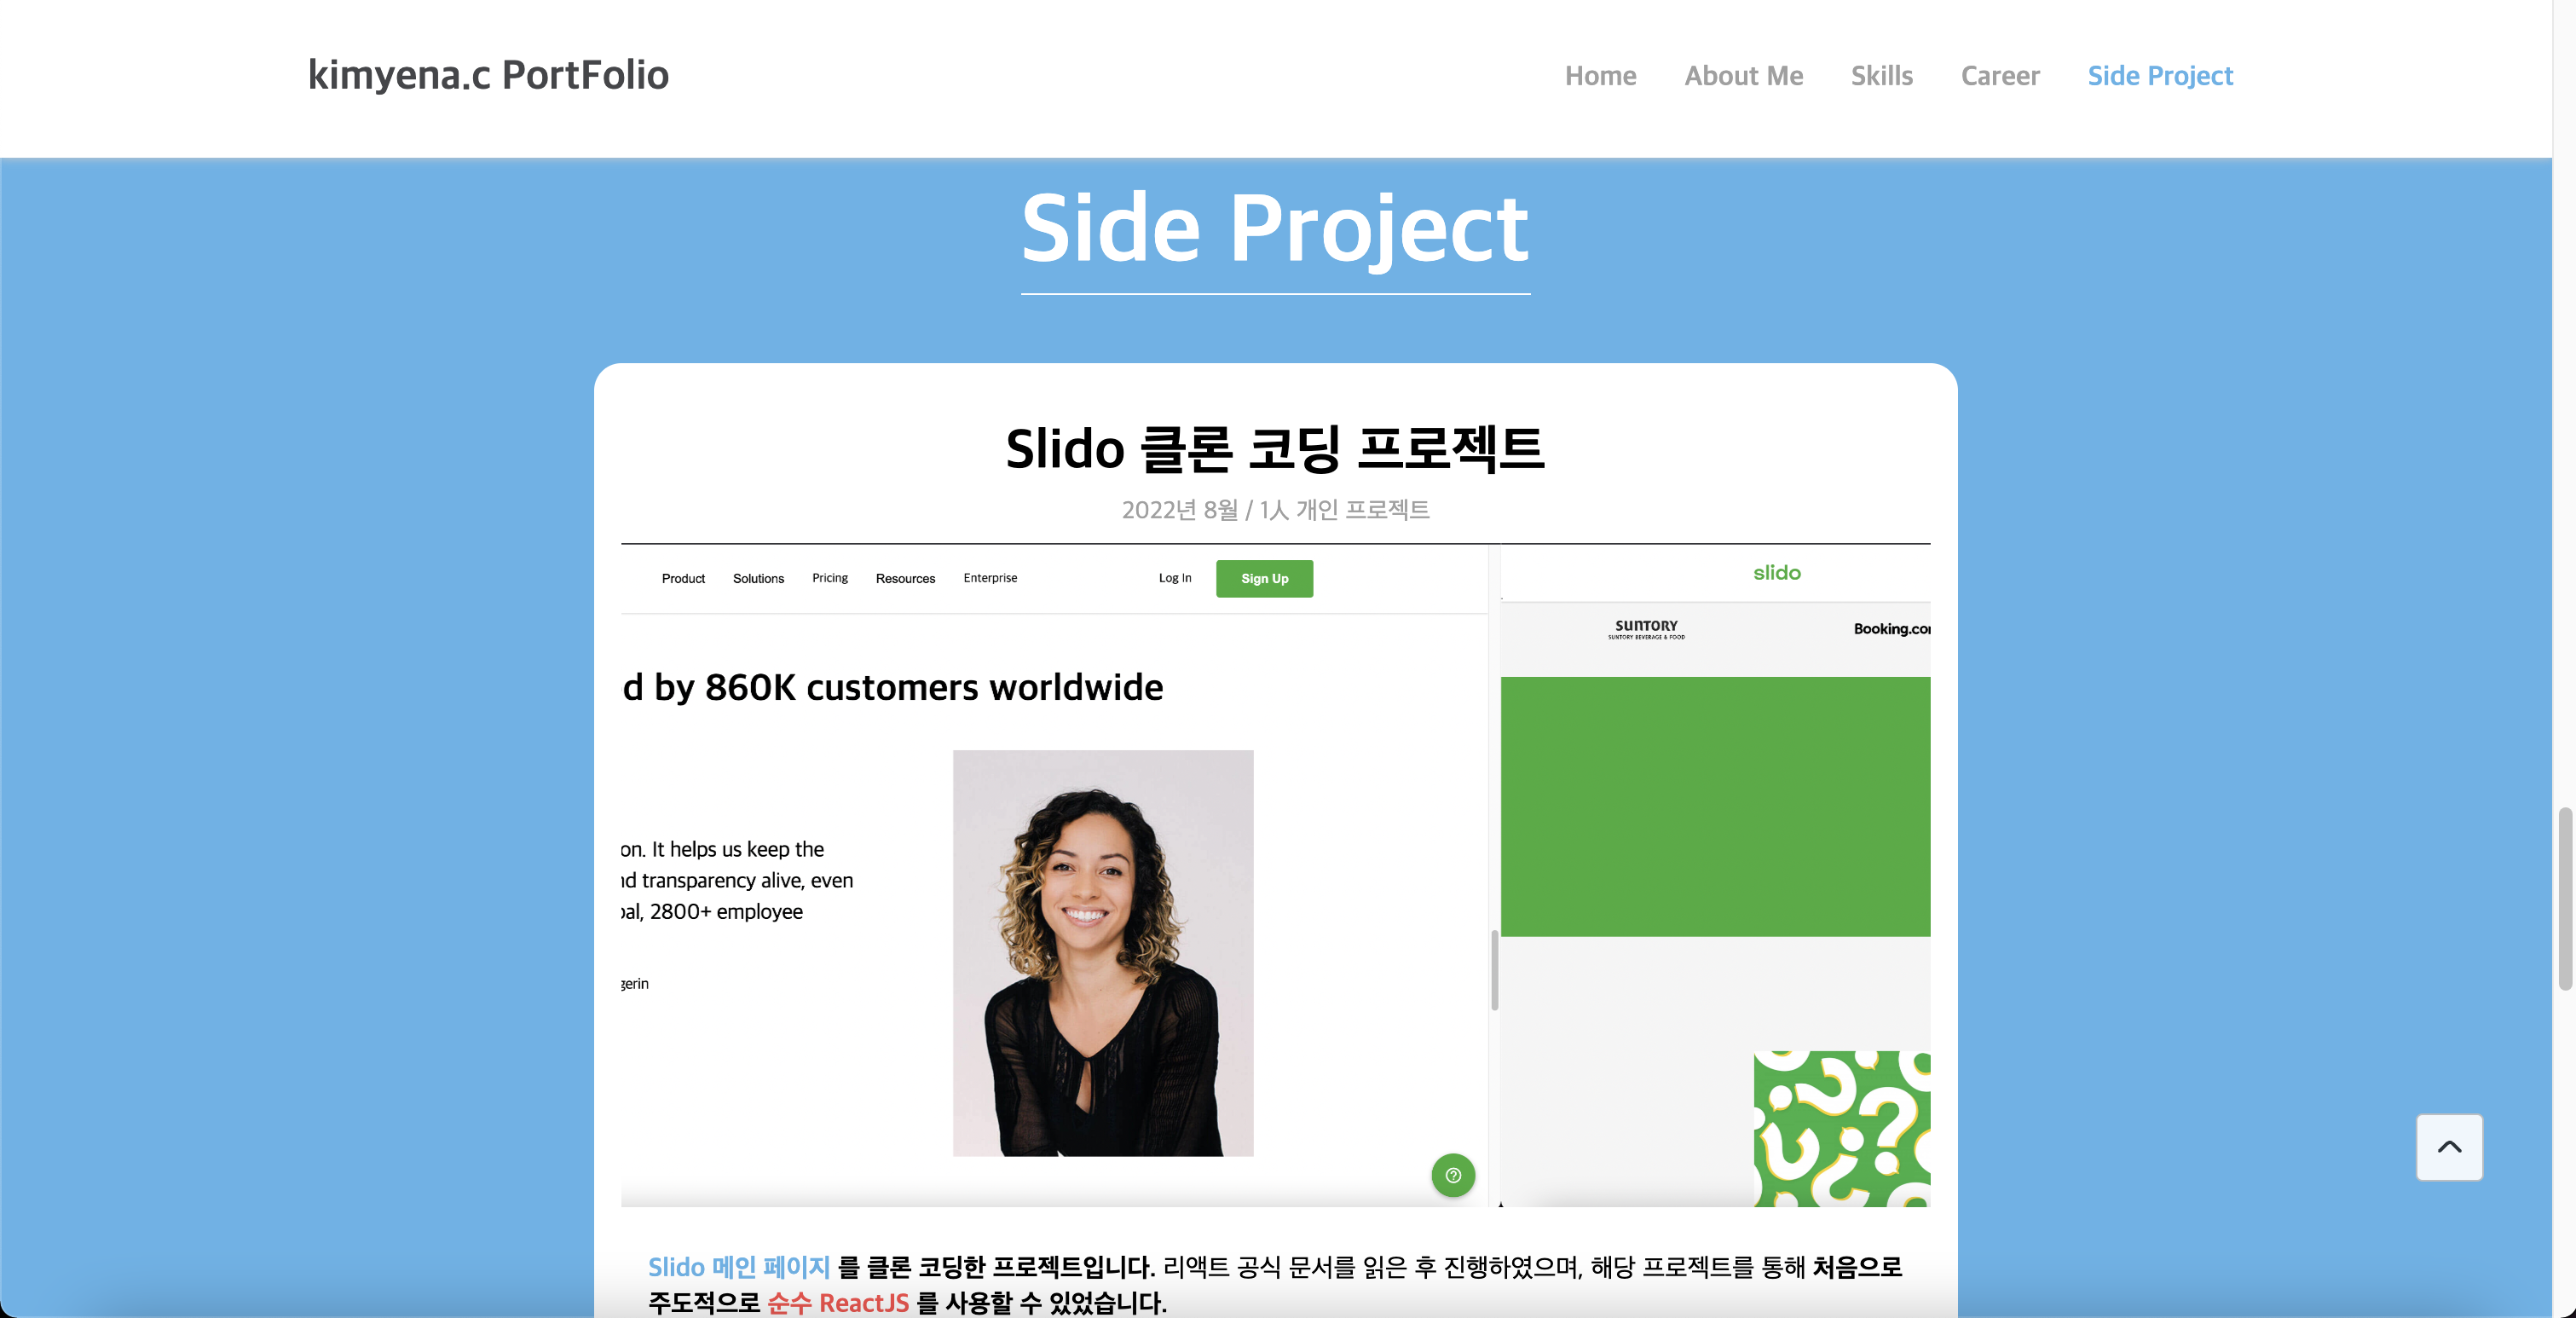 kimyena.c PortFolio
Home About Me Skills Career Side Project
Side Project
Slido 클론 코딩 프로젝트
2022년 8월 / 1人 개인 프로젝트
Product Solutions Pricing Resources Enterprise Log In Sign Up
d by 860K customers worldwide
on. It helps us keep the
nd transparency alive, even
bal, 2800+ employee
gerin
slido
SUNTORY
SUNTORY BEVERAGE & FOOD
Booking.com
Slido 메인 페이지 를 클론 코딩한 프로젝트입니다. 리액트 공식 문서를 읽은 후 진행하였으며, 해당 프로젝트를 통해 처음으로
주도적으로 순수 ReactJS 를 사용할 수 있었습니다.